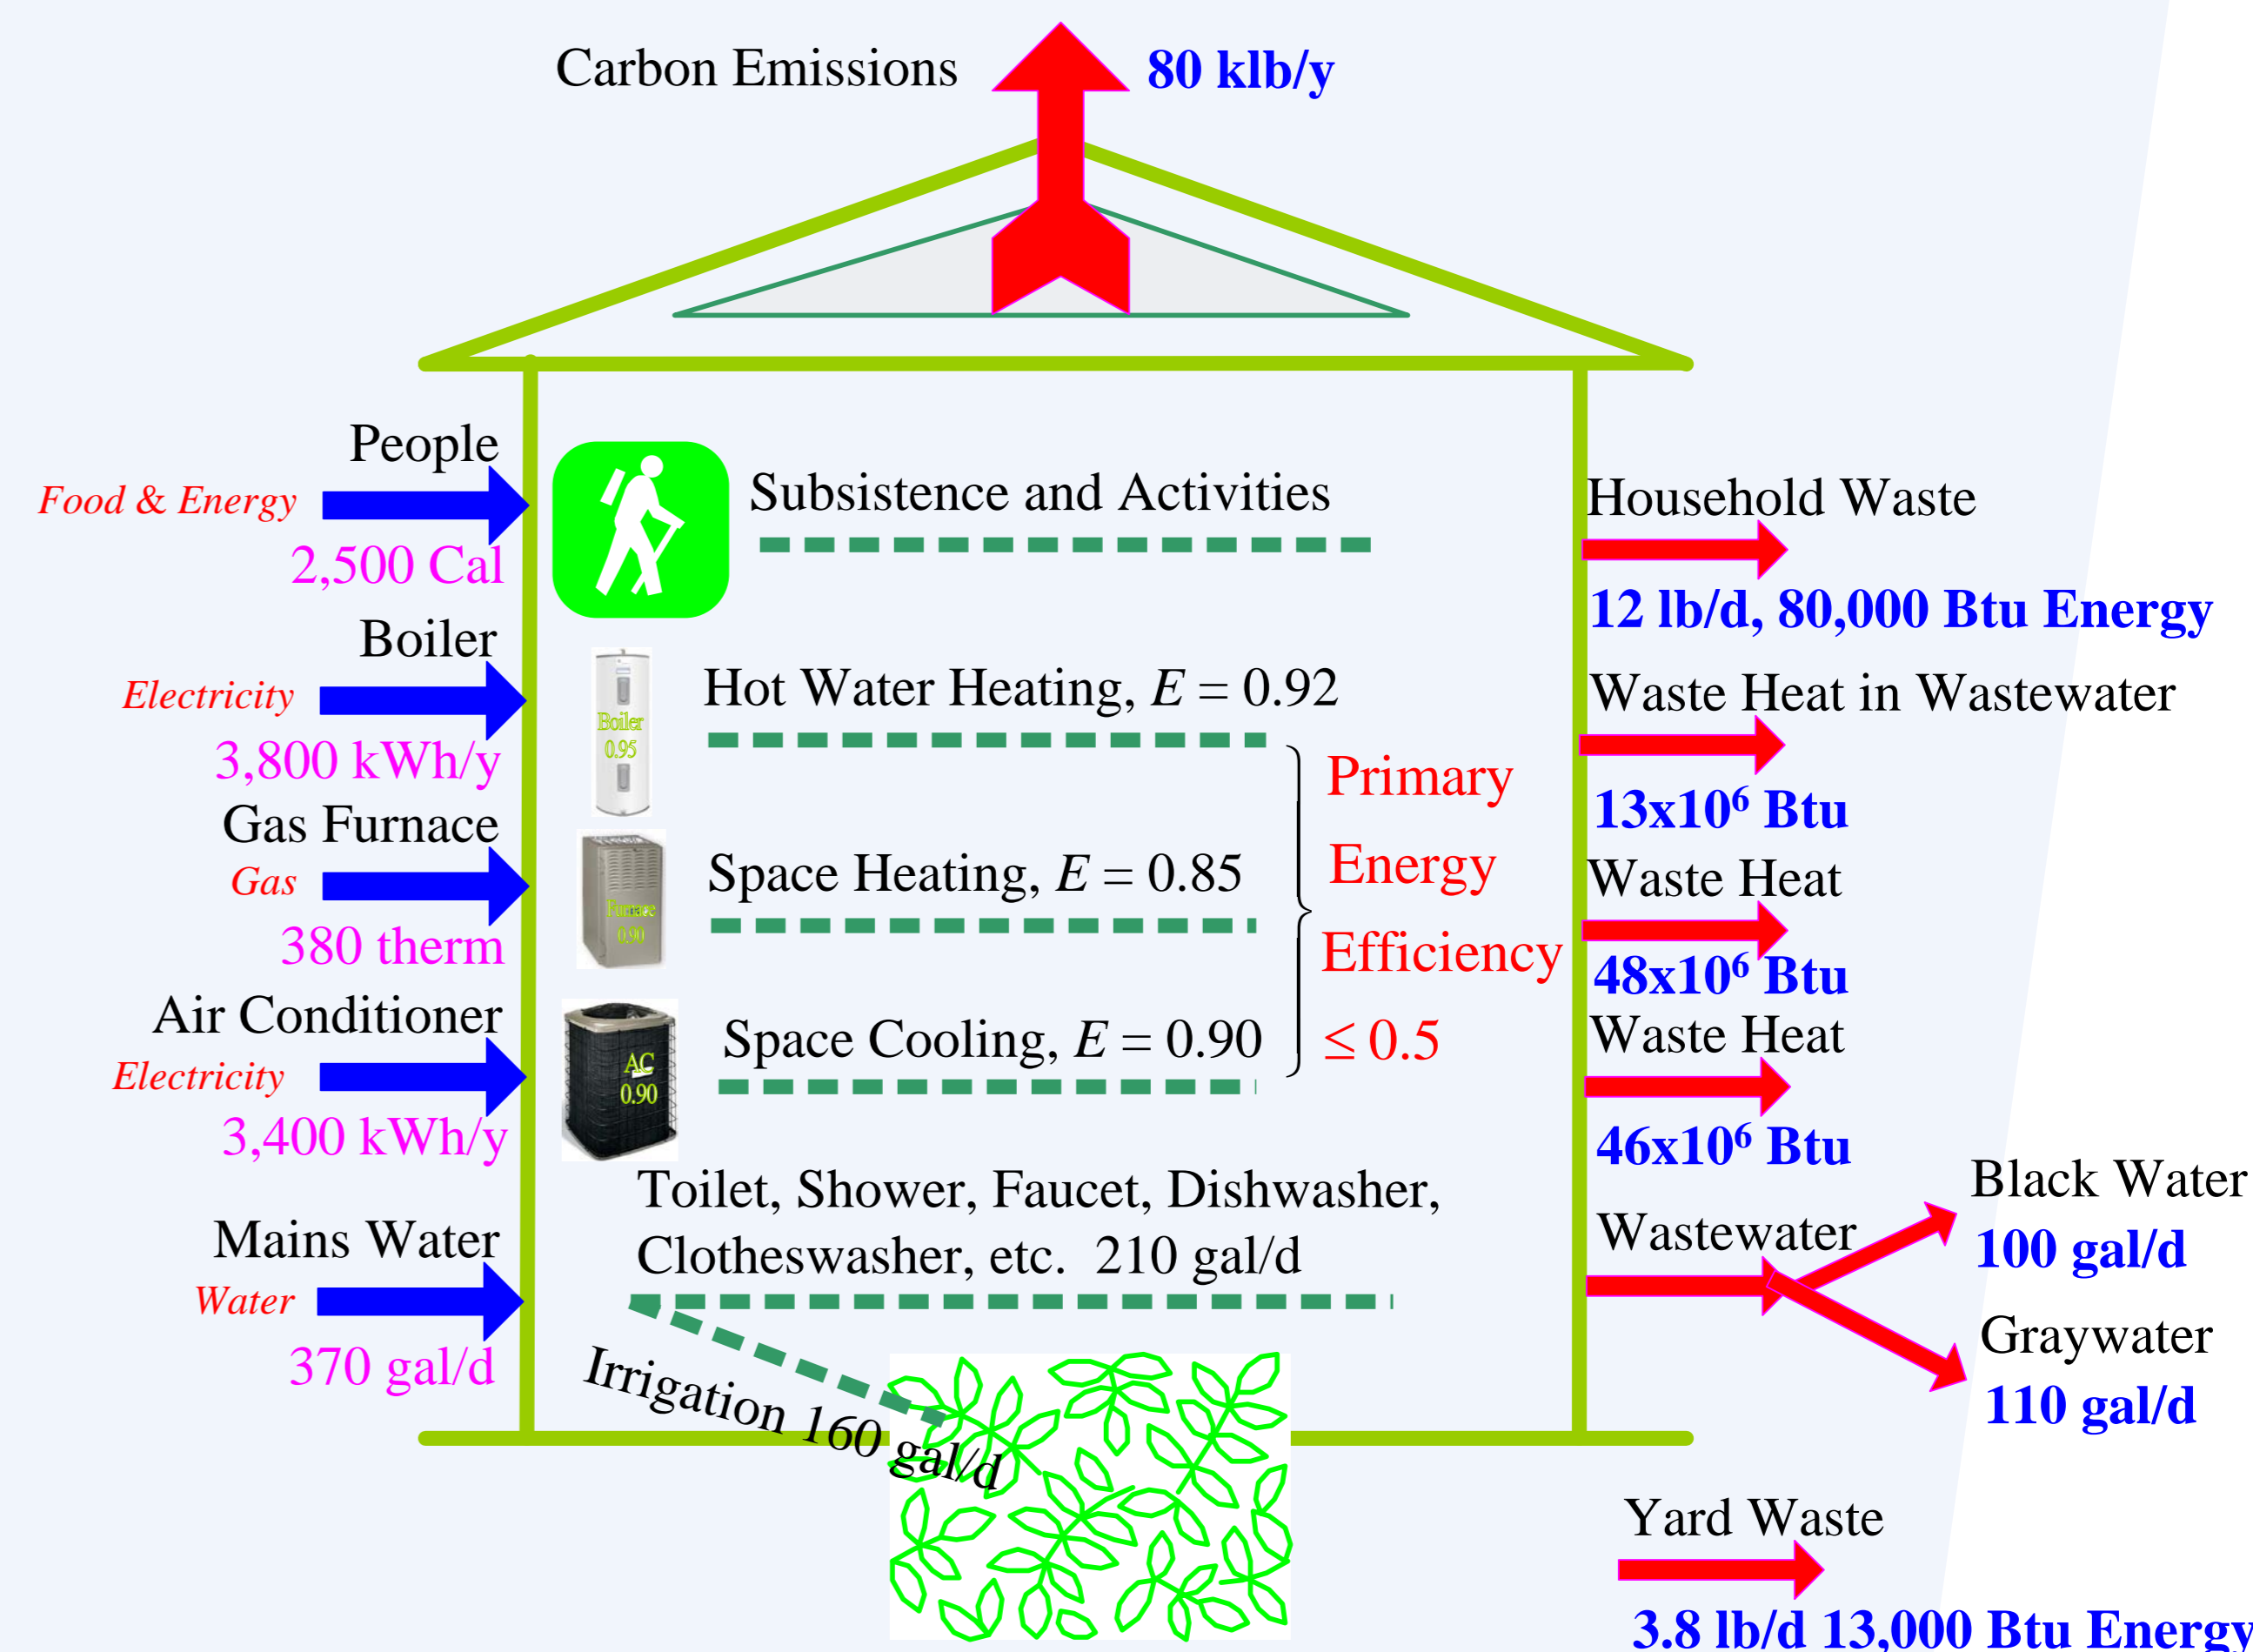 Carbon Emissions
80 klb/y
People
Food & Energy
2,500 Cal
Subsistence and Activities
Household Waste
12 lb/d, 80,000 Btu Energy
Boiler
Electricity
3,800 kWh/y
Boiler
0.95
Hot Water Heating, E = 0.92
Waste Heat in Wastewater
13x10⁶ Btu
Gas Furnace
Gas
380 therm
Furnace
0.90
Space Heating, E = 0.85
Waste Heat
48x10⁶ Btu
Air Conditioner
Electricity
3,400 kWh/y
AC
0.90
Space Cooling, E = 0.90
Primary
Energy
Efficiency
≤ 0.5
Waste Heat
46x10⁶ Btu
Mains Water
Water
370 gal/d
Toilet, Shower, Faucet, Dishwasher,
Clotheswasher, etc. 210 gal/d
Irrigation 160 gal/d
Wastewater
Black Water
100 gal/d
Graywater
110 gal/d
Yard Waste
3.8 lb/d 13,000 Btu Energy